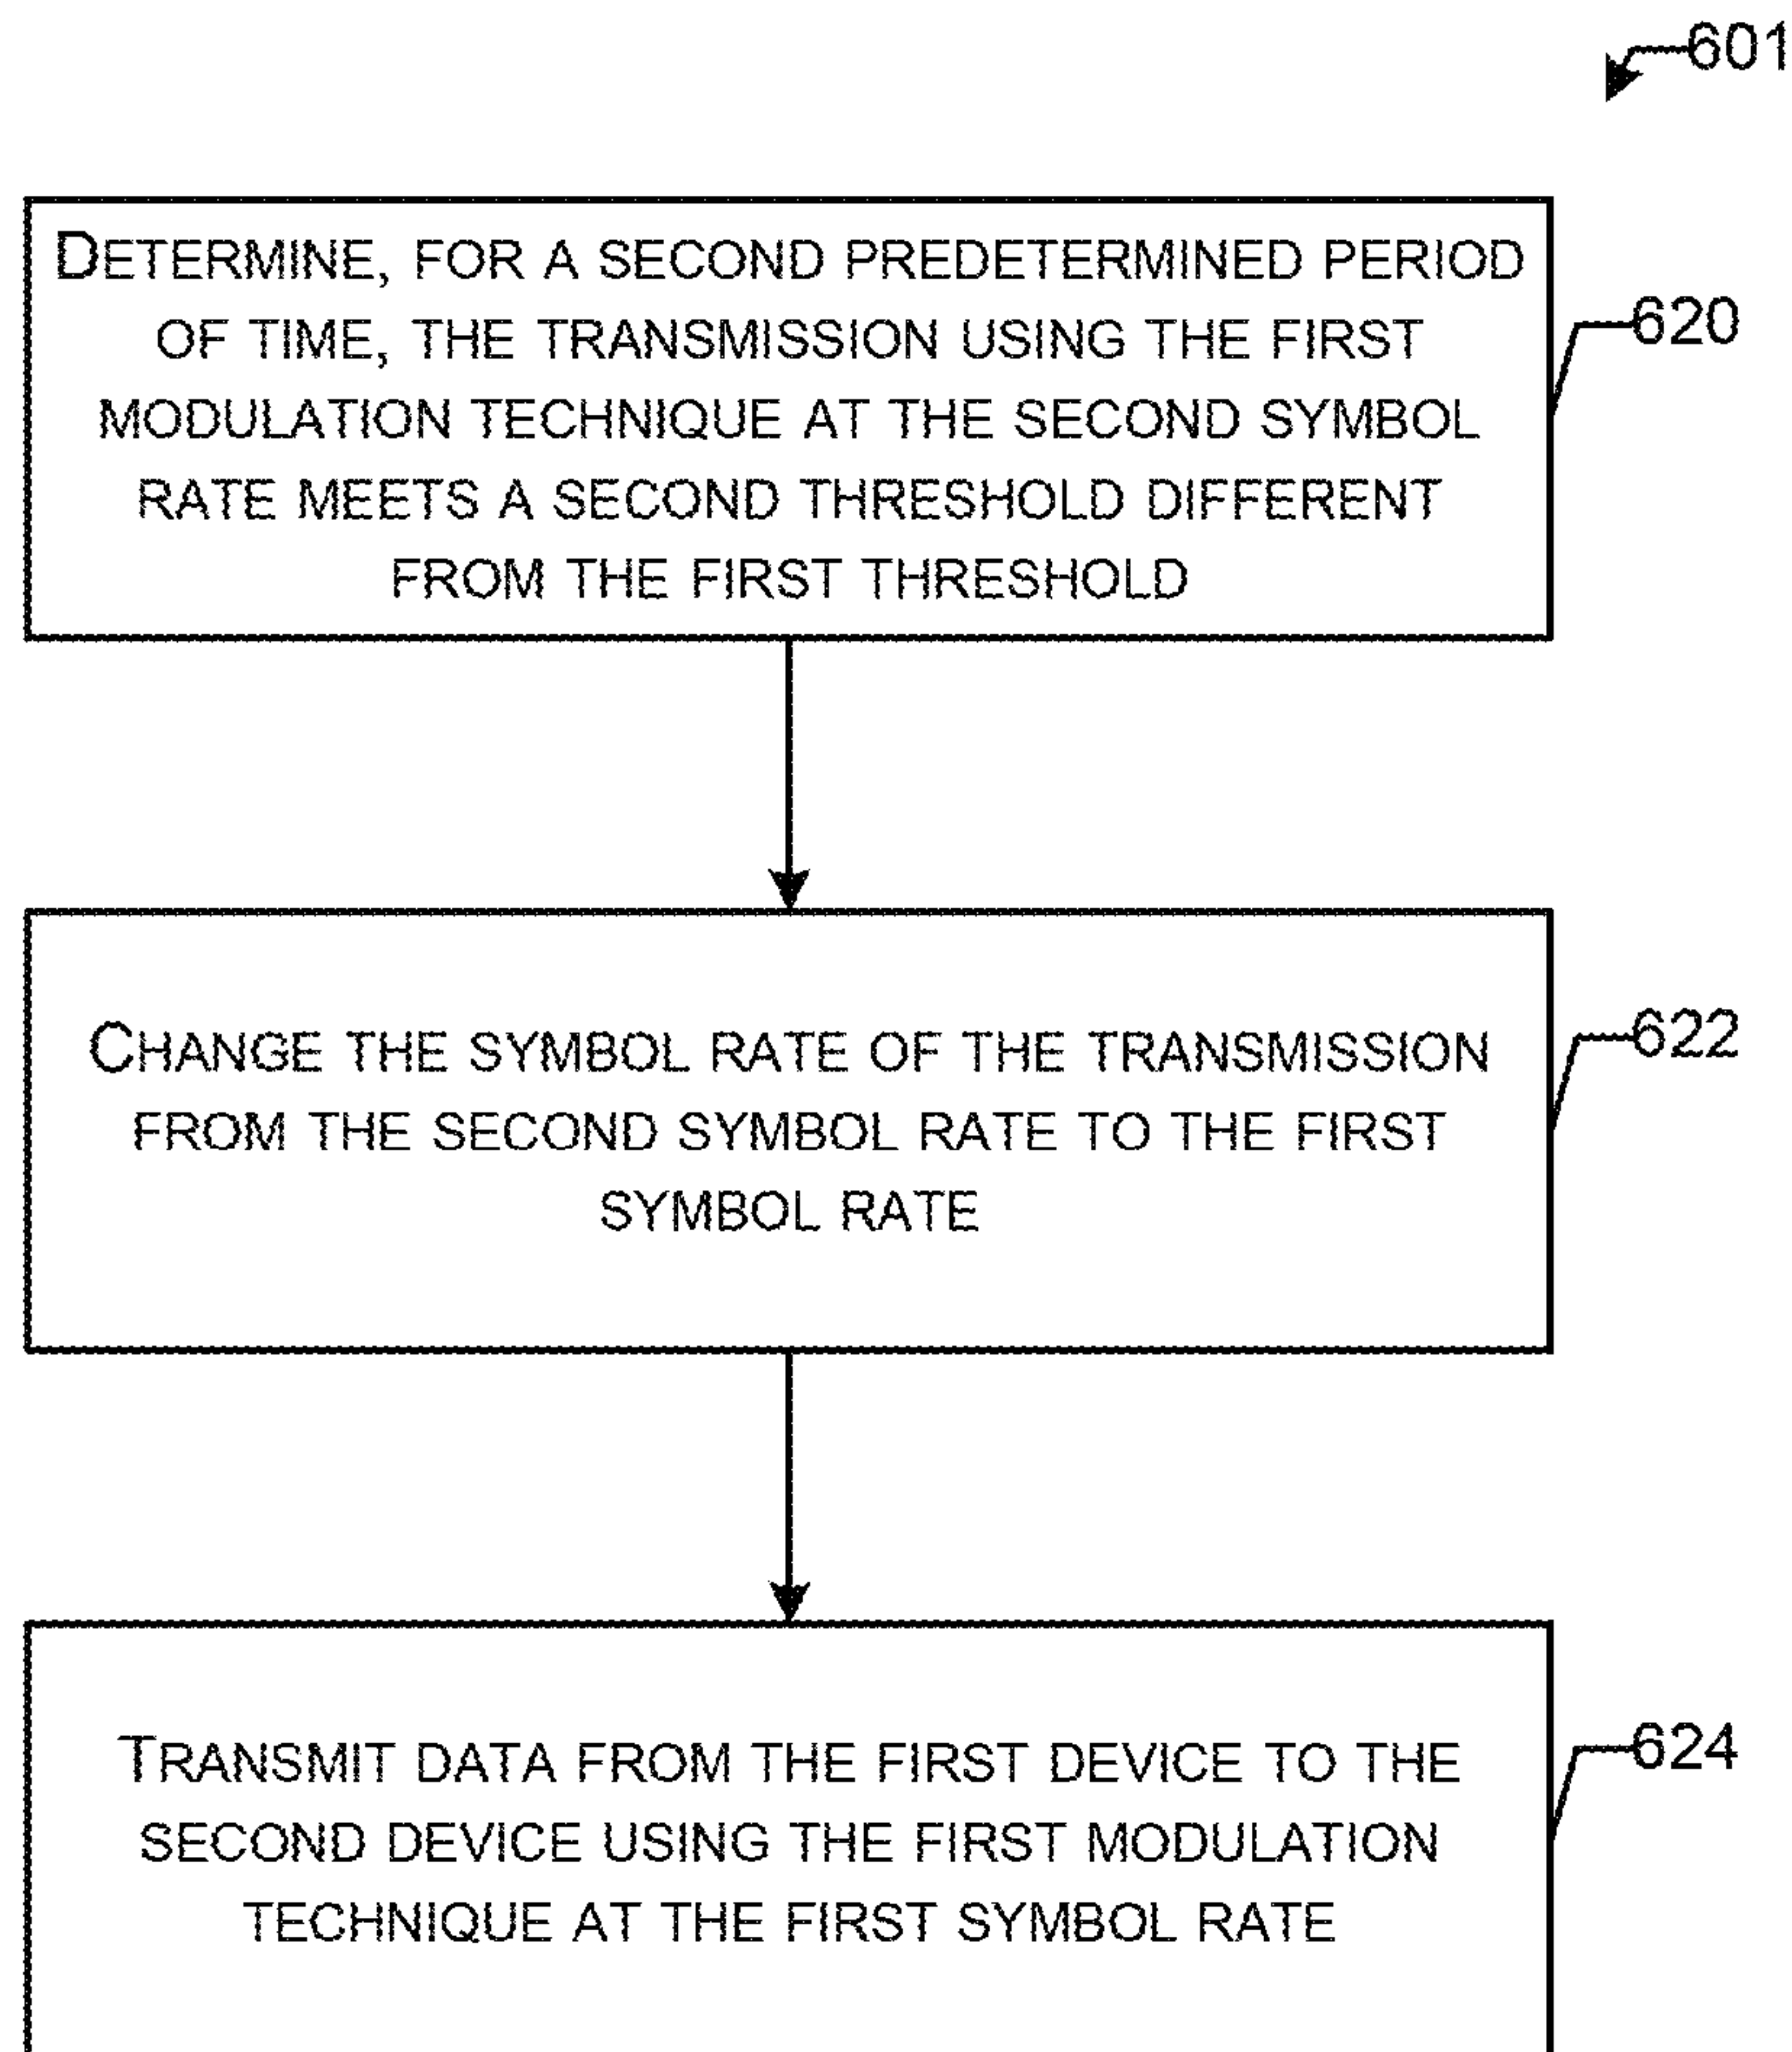 601
DETERMINE, FOR A SECOND PREDETERMINED PERIOD
OF TIME, THE TRANSMISSION USING THE FIRST
MODULATION TECHNIQUE AT THE SECOND SYMBOL
RATE MEETS A SECOND THRESHOLD DIFFERENT
FROM THE FIRST THRESHOLD
620
CHANGE THE SYMBOL RATE OF THE TRANSMISSION
FROM THE SECOND SYMBOL RATE TO THE FIRST
SYMBOL RATE
622
TRANSMIT DATA FROM THE FIRST DEVICE TO THE
SECOND DEVICE USING THE FIRST MODULATION
TECHNIQUE AT THE FIRST SYMBOL RATE
624